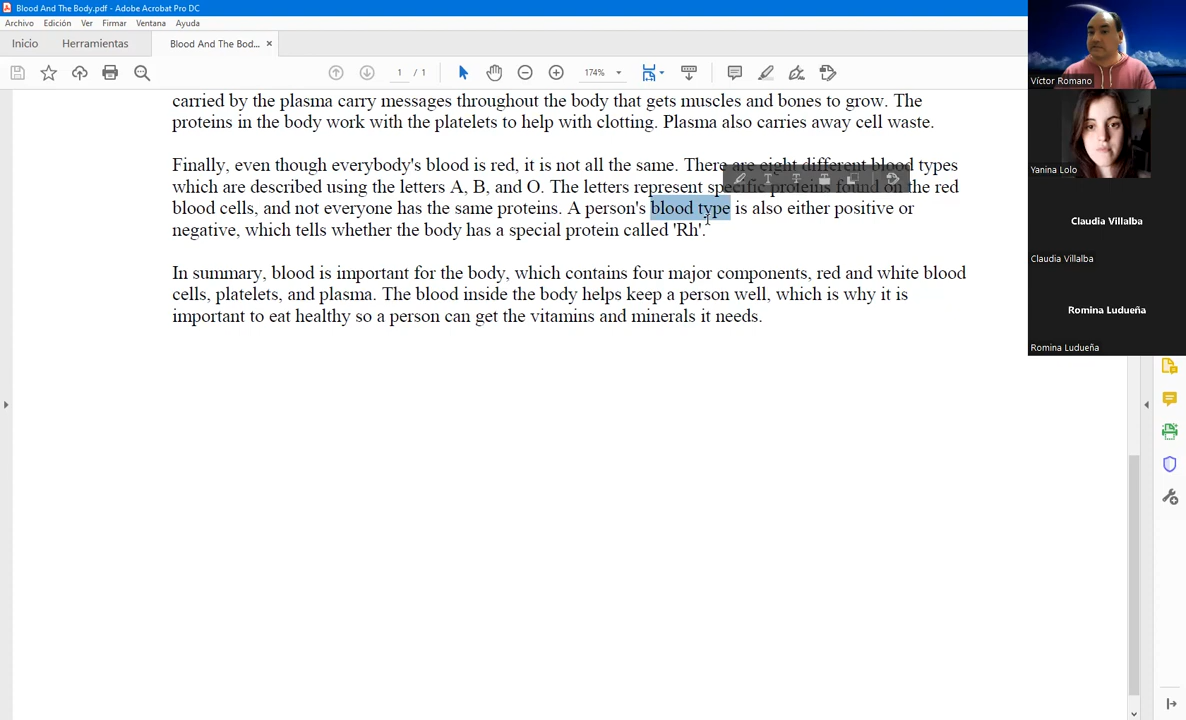 Blood And The Body.pdf - Adobe Acrobat Pro DC
Archivo Edición Ver Firmar Ventana Ayuda
Inicio Herramientas Blood And The Bod... ×
1 / 1 174%
carried by the plasma carry messages throughout the body that gets muscles and bones to grow. The
proteins in the body work with the platelets to help with clotting. Plasma also carries away cell waste.
Finally, even though everybody's blood is red, it is not all the same. There are eight different blood types
which are described using the letters A, B, and O. The letters represent specific proteins found on the red
blood cells, and not everyone has the same proteins. A person's blood type is also either positive or
negative, which tells whether the body has a special protein called 'Rh'.
In summary, blood is important for the body, which contains four major components, red and white blood
cells, platelets, and plasma. The blood inside the body helps keep a person well, which is why it is
important to eat healthy so a person can get the vitamins and minerals it needs.
Víctor Romano
Yanina Lolo
Claudia Villalba
Claudia Villalba
Romina Ludueña
Romina Ludueña